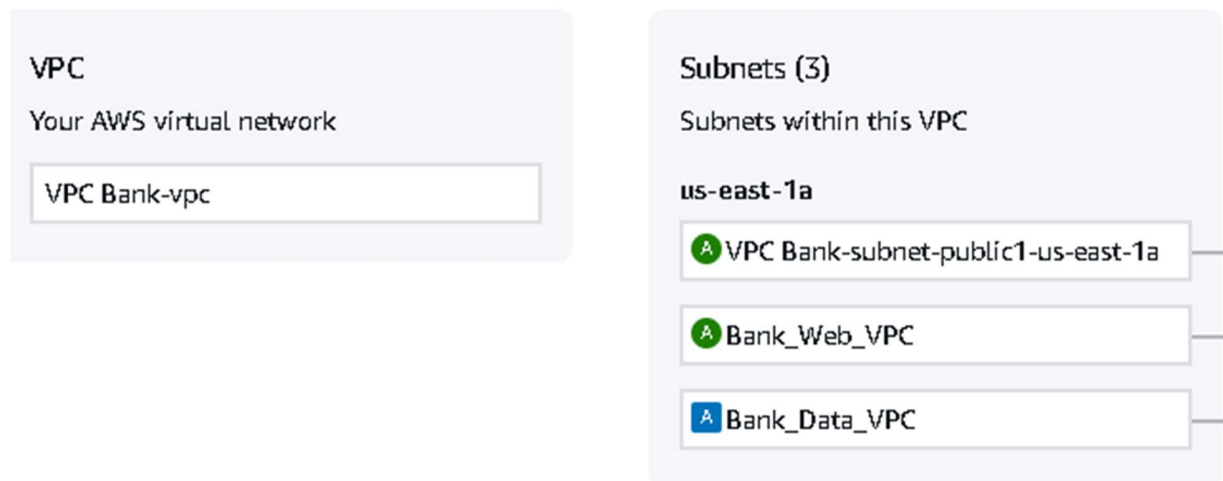 VPC
Your AWS virtual network
VPC Bank-vpc
Subnets (3)
Subnets within this VPC
us-east-1a
A VPC Bank-subnet-public1-us-east-1a
A Bank_Web_VPC
A Bank_Data_VPC